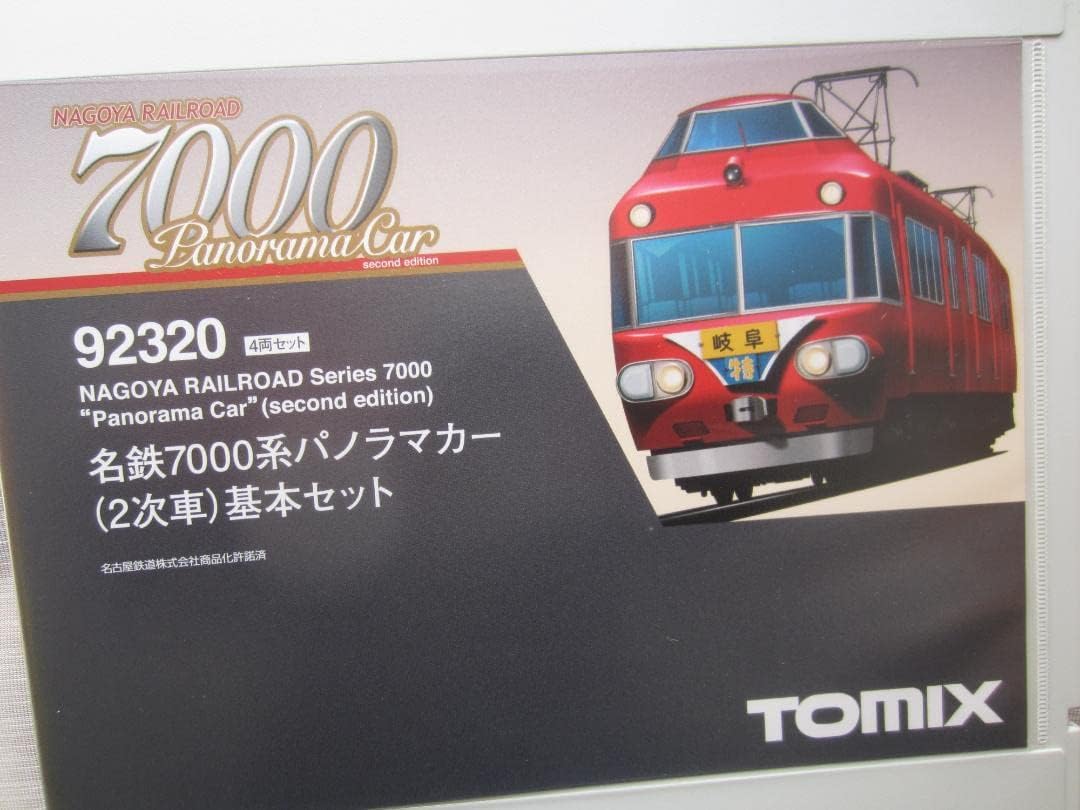 NAGOYA RAILROAD
7000
Panorama Car
second edition
92320 4両セット
NAGOYA RAILROAD Series 7000
“Panorama Car” (second edition)
名鉄7000系パノラマカー
(2次車)基本セット
名古屋鉄道株式会社商品化許諾済
岐阜
特
TOMIX